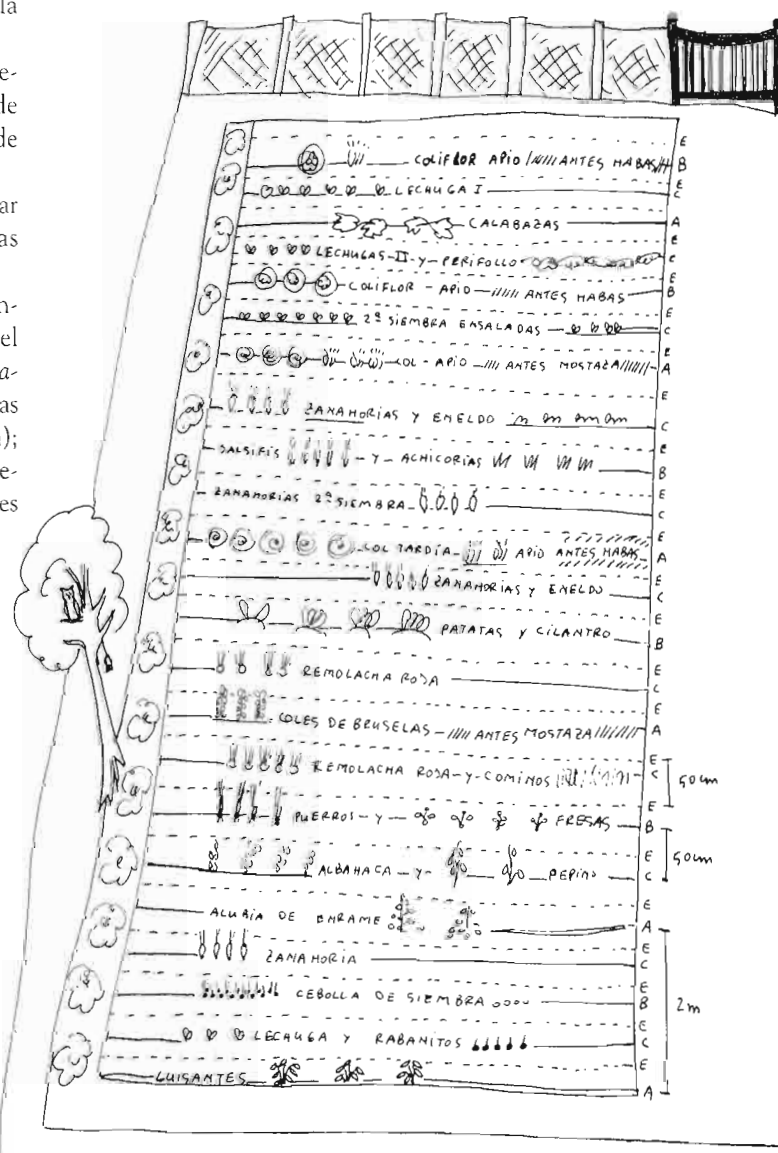 la
e-
de
de
ar
as
n-
el
a-
as
);
e-
es
E
COLIFLOR APIO ANTES HABAS B
E
LECHUGA I C
CALABAZAS A
E
LECHUGAS-II-Y-PERIFOLLO C
E
COLIFLOR - APIO ANTES HABAS B
E
2ª SIEMBRA ENSALADAS C
E
COL - APIO ANTES MOSTAZA A
E
ZANAHORIAS Y ENELDO C
E
SALSIFIS - Y - ACHICORIAS B
E
ZANAHORIAS 2ª SIEMBRA C
E
COL TARDÍA APIO ANTES HABAS A
E
ZANAHORIAS Y ENELDO C
E
PATATAS Y CILANTRO B
E
REMOLACHA ROJA C
E
COLES DE BRUSELAS ANTES MOSTAZA A
E
REMOLACHA ROJA-Y-COMINOS C 50cm
E
PUERROS - Y - FRESAS B
E
ALBAHACA - Y - PEPINO C 50cm
E
ALUBIA DE ENRAME A
E
ZANAHORIA C
E
CEBOLLA DE SIEMBRA B 2m
E
LECHUGA Y RABANITOS C
E
GUISANTES A